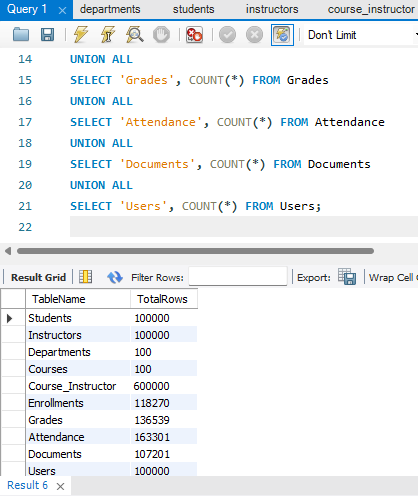 Query 1 departments students instructors course_instructor
Don't Limit
14 UNION ALL
15 SELECT 'Grades', COUNT(*) FROM Grades
16 UNION ALL
17 SELECT 'Attendance', COUNT(*) FROM Attendance
18 UNION ALL
19 SELECT 'Documents', COUNT(*) FROM Documents
20 UNION ALL
21 SELECT 'Users', COUNT(*) FROM Users;
22
Result Grid Filter Rows: Export: Wrap Cell C
TableName TotalRows
Students 100000
Instructors 100000
Departments 100
Courses 100
Course_Instructor 600000
Enrollments 118270
Grades 136539
Attendance 163301
Documents 107201
Users 100000
Result 6